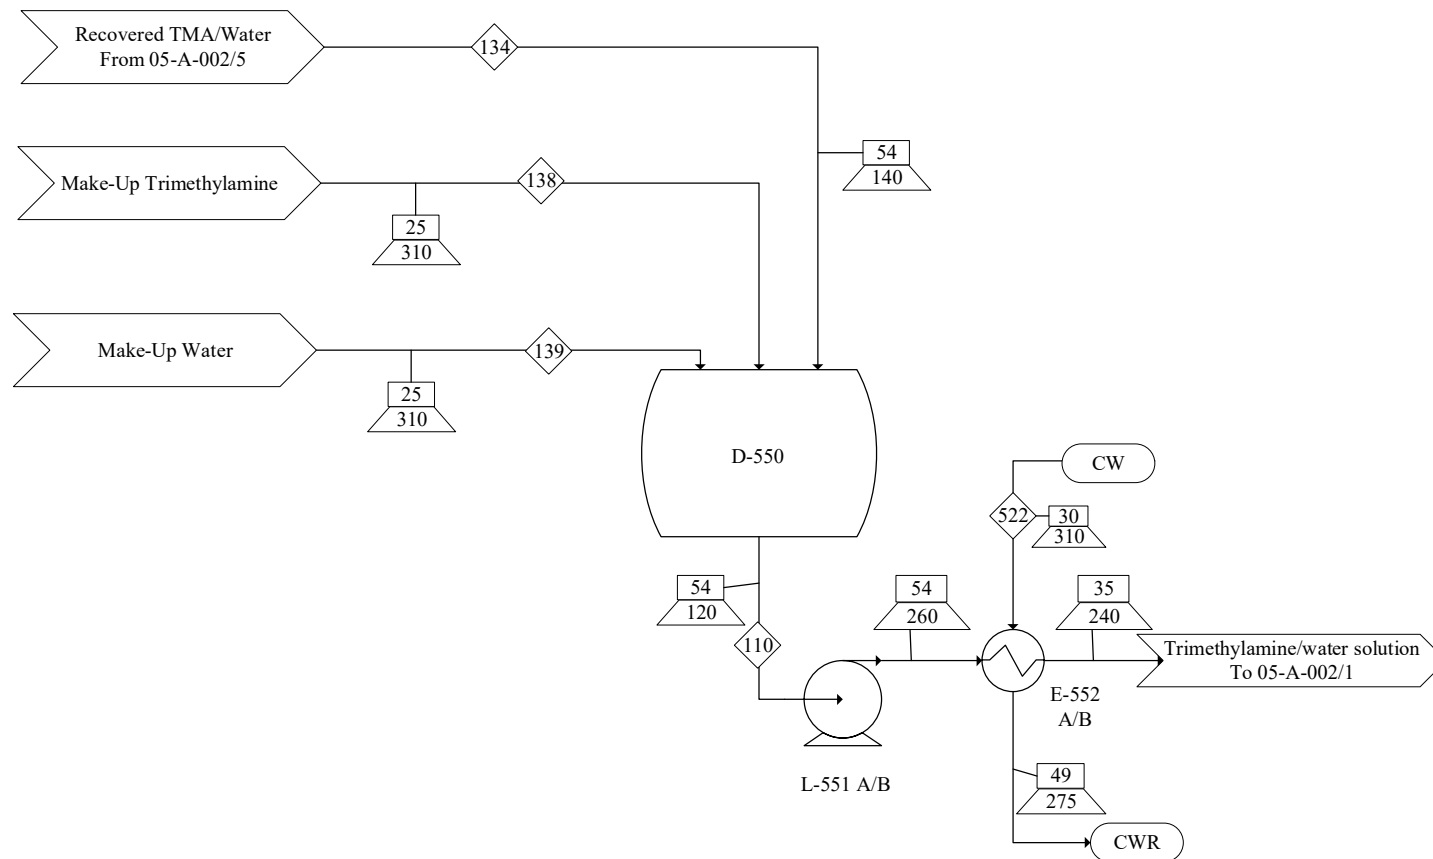 Recovered TMA/Water
From 05-A-002/5
134
54
140
Make-Up Trimethylamine
138
25
310
Make-Up Water
139
25
310
D-550
CW
522
30
310
54
120
110
54
260
35
240
Trimethylamine/water solution
To 05-A-002/1
E-552
A/B
L-551 A/B
49
275
CWR